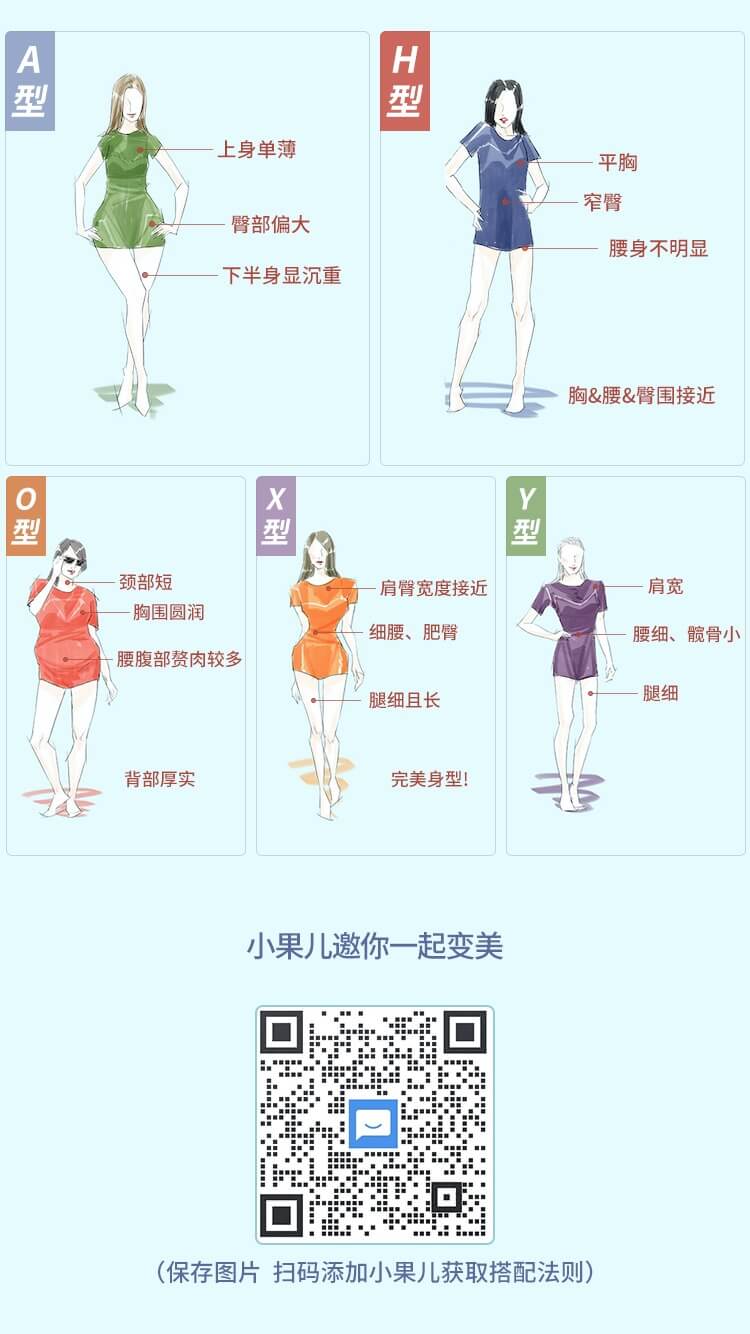 A型
上身单薄
臀部偏大
下半身显沉重
H型
平胸
窄臀
腰身不明显
胸&腰&臀围接近
O型
颈部短
胸围圆润
腰腹部赘肉较多
背部厚实
X型
肩臀宽度接近
细腰、肥臀
腿细且长
完美身型!
Y型
肩宽
腰细、髋骨小
腿细
小果儿邀你一起变美
（保存图片 扫码添加小果儿获取搭配法则）